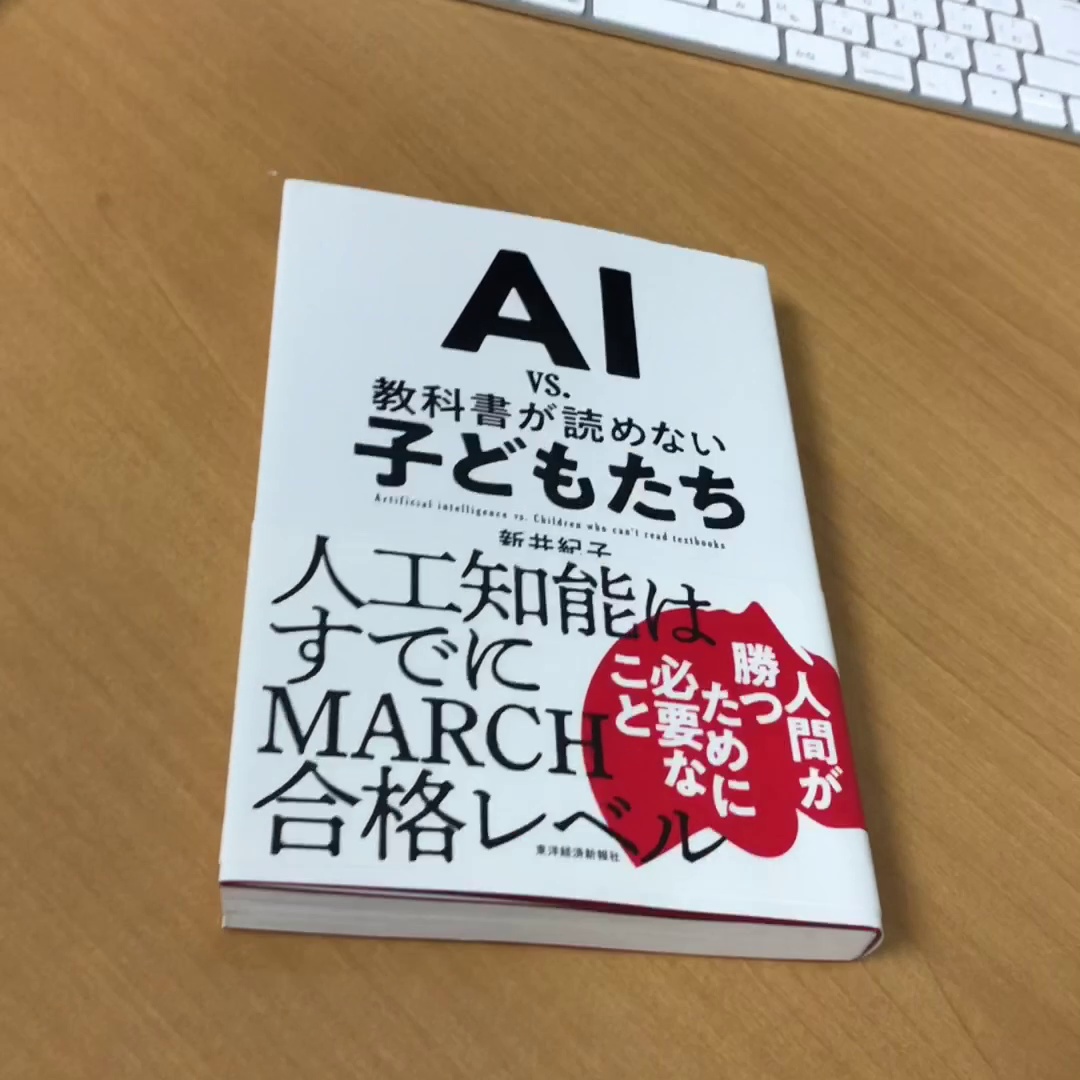 AI
vs.
教科書が読めない
子どもたち
Artificial intelligence vs. Children who can't read textbooks
新井紀子
人工知能は
すでに
MARCH
合格レベル
人間が
勝つ
ために
必要な
こと
東洋経済新報社